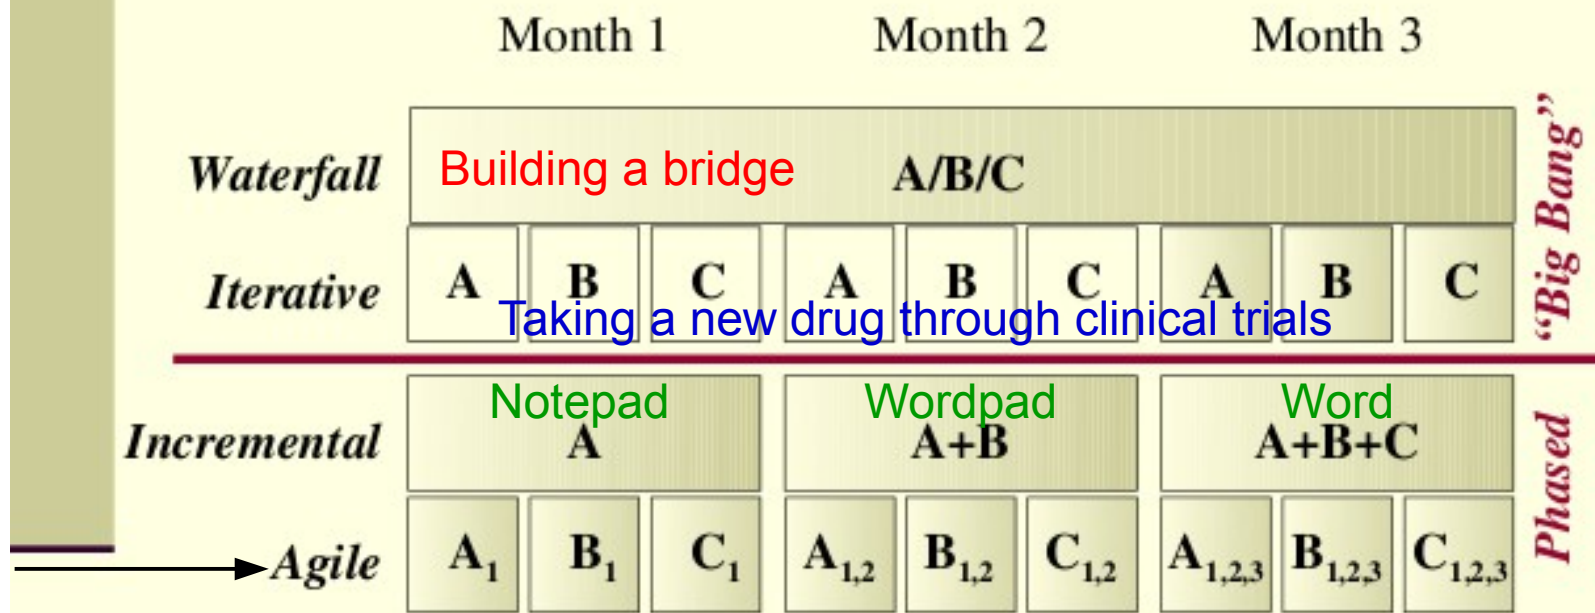 Month 1 Month 2 Month 3
Waterfall Building a bridge A/B/C
Iterative A B C A B C A B C
Taking a new drug through clinical trials
“Big Bang”
Notepad Wordpad Word
Incremental A A+B A+B+C
Agile A₁ B₁ C₁ A₁,₂ B₁,₂ C₁,₂ A₁,₂,₃ B₁,₂,₃ C₁,₂,₃
Phased